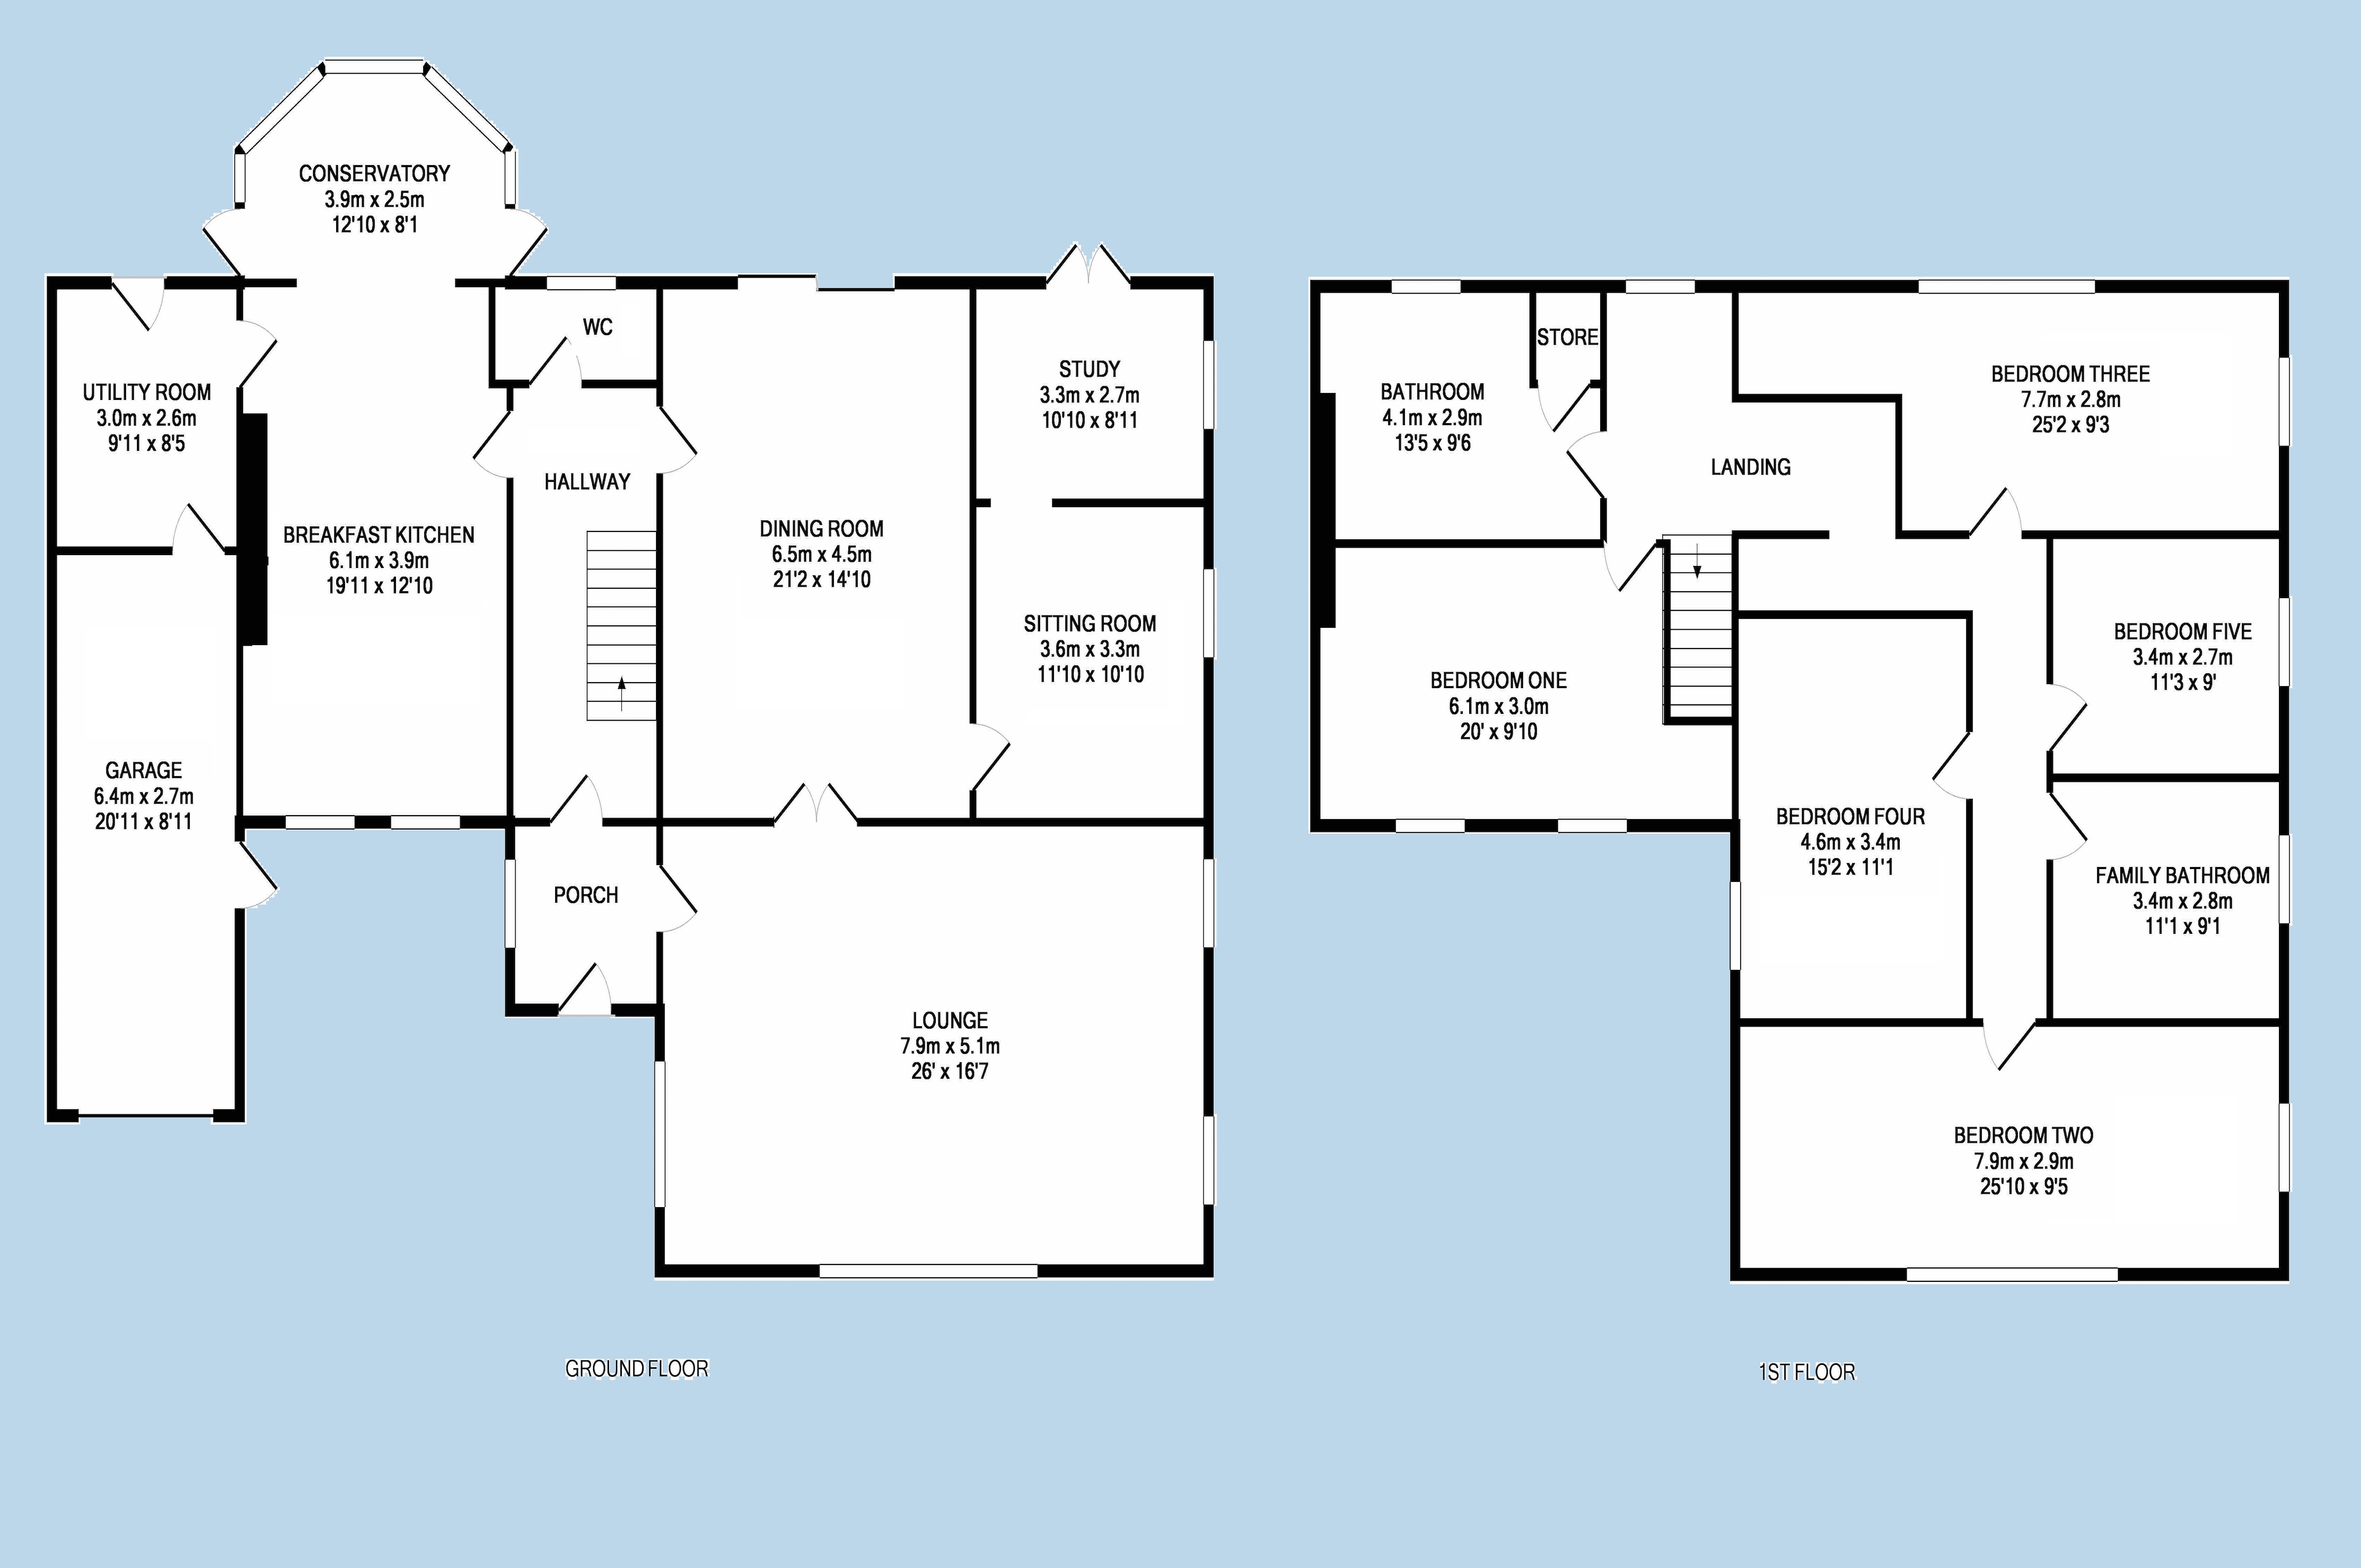 CONSERVATORY
3.9m x 2.5m
12'10 x 8'1
WC
STUDY
3.3m x 2.7m
10'10 x 8'11
UTILITY ROOM
3.0m x 2.6m
9'11 x 8'5
HALLWAY
BREAKFAST KITCHEN
6.1m x 3.9m
19'11 x 12'10
DINING ROOM
6.5m x 4.5m
21'2 x 14'10
SITTING ROOM
3.6m x 3.3m
11'10 x 10'10
GARAGE
6.4m x 2.7m
20'11 x 8'11
PORCH
LOUNGE
7.9m x 5.1m
26' x 16'7
GROUND FLOOR
STORE
BATHROOM
4.1m x 2.9m
13'5 x 9'6
BEDROOM THREE
7.7m x 2.8m
25'2 x 9'3
LANDING
BEDROOM ONE
6.1m x 3.0m
20' x 9'10
BEDROOM FIVE
3.4m x 2.7m
11'3 x 9'
BEDROOM FOUR
4.6m x 3.4m
15'2 x 11'1
FAMILY BATHROOM
3.4m x 2.8m
11'1 x 9'1
BEDROOM TWO
7.9m x 2.9m
25'10 x 9'5
1ST FLOOR